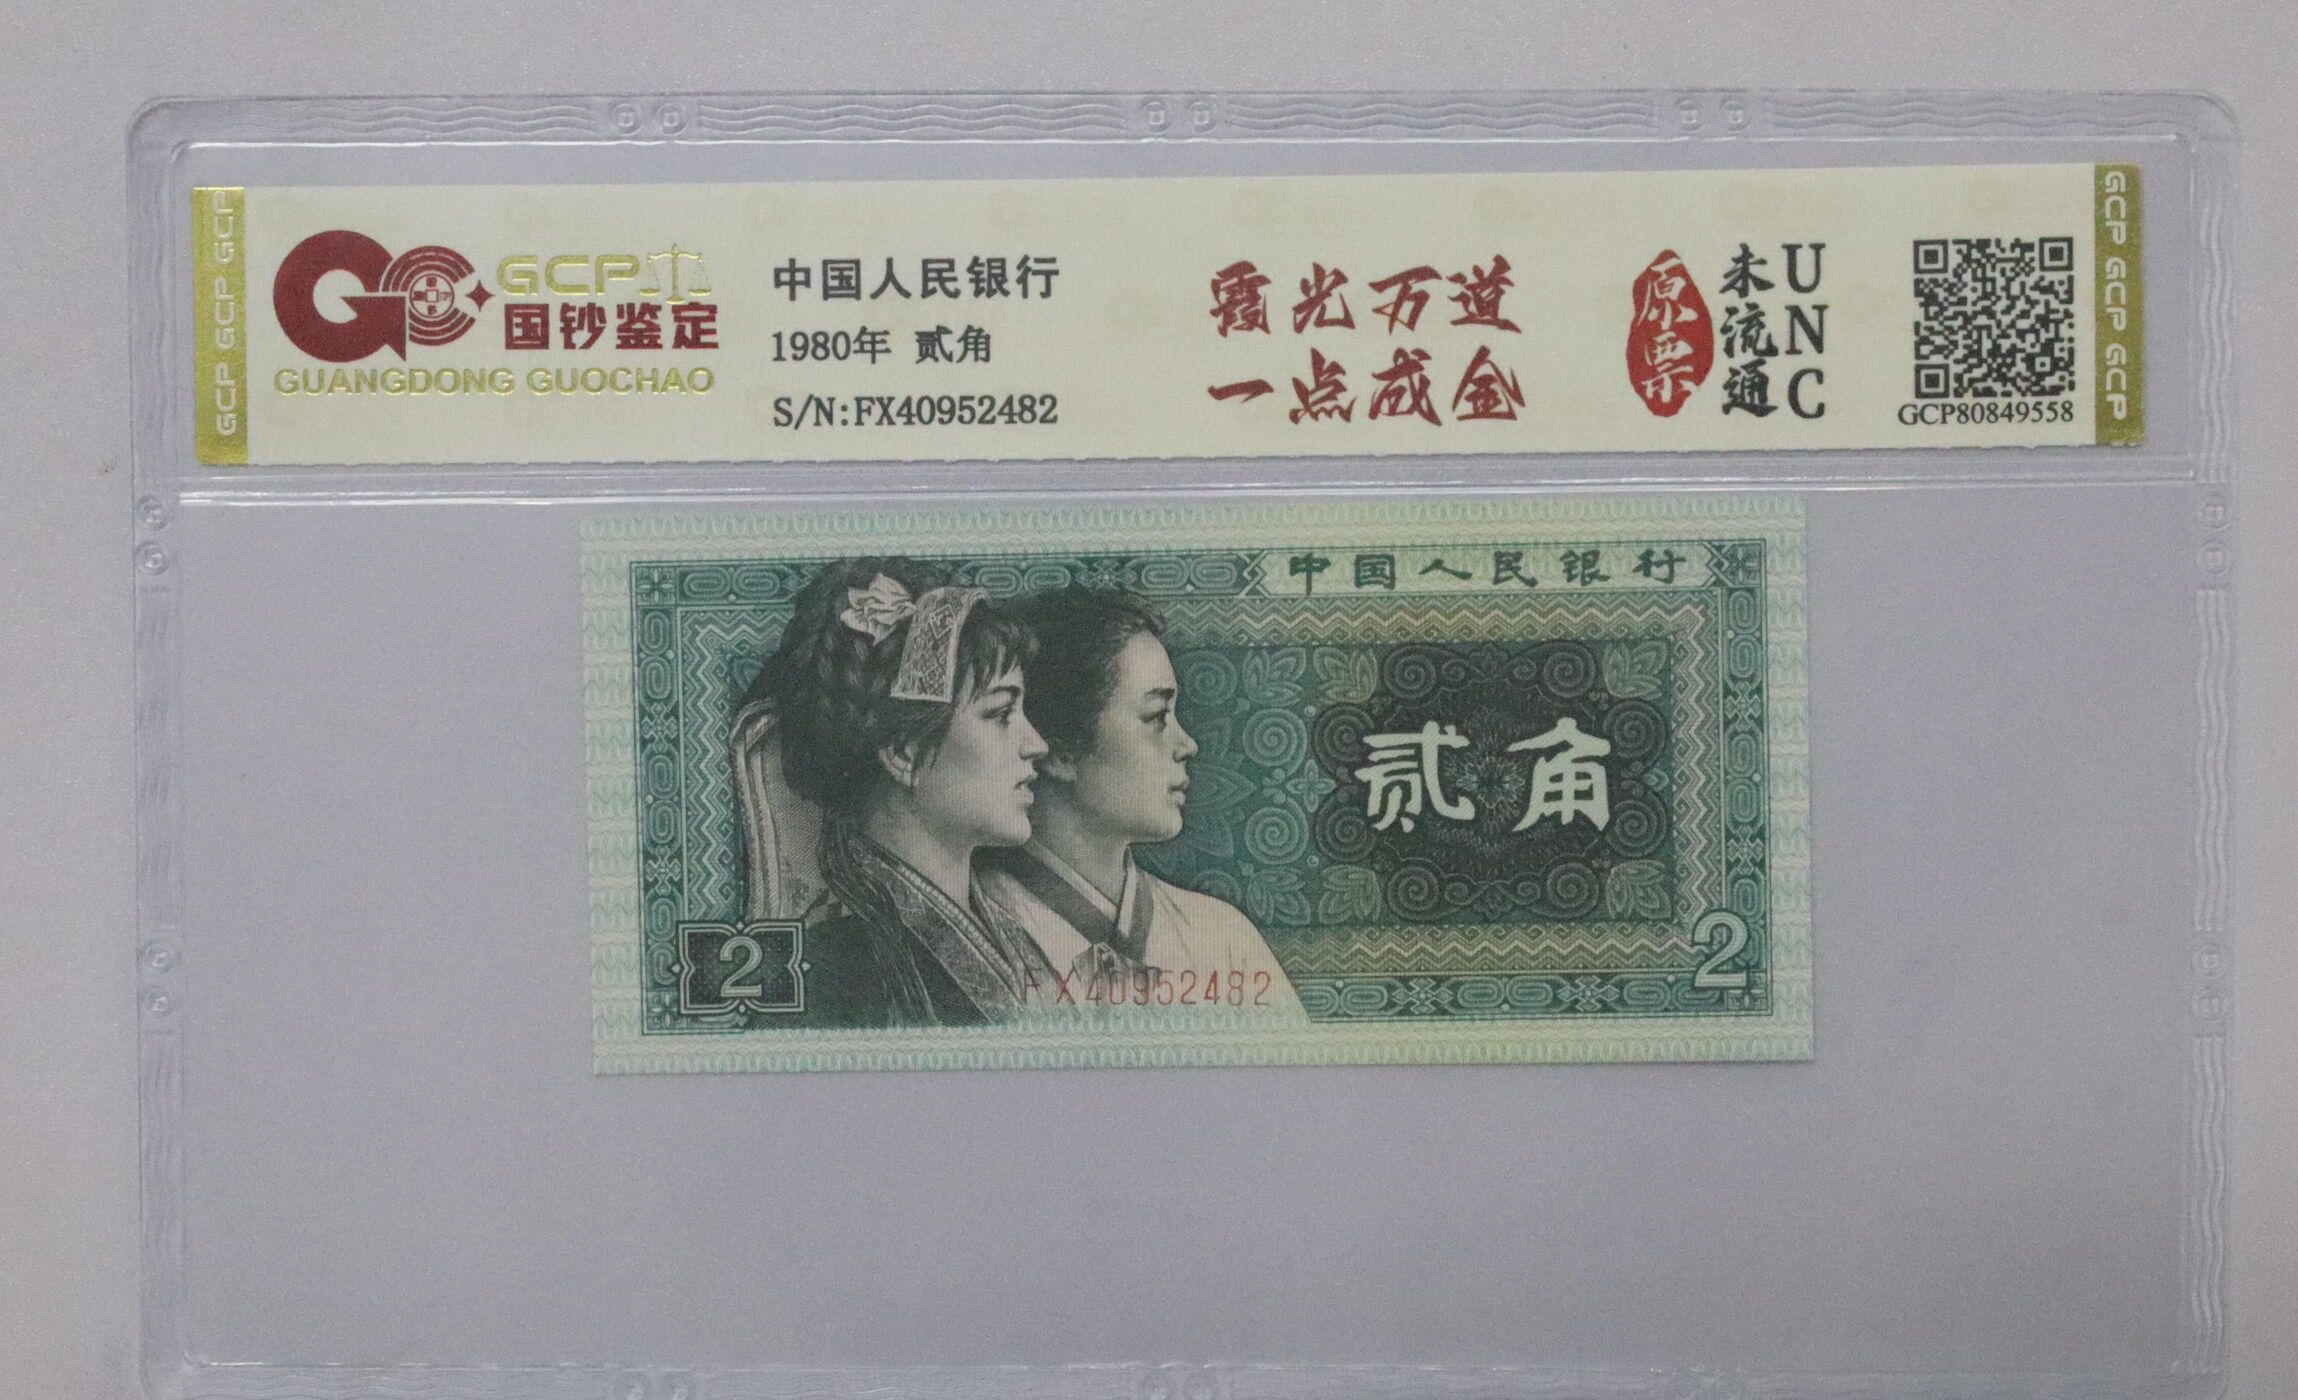 GCP GCP GCP
GCP
国钞鉴定
GUANGDONG GUOCHAO
中国人民银行
1980年 贰角
S/N:FX40952482
霞光万道
一点成金
原票
未流通
UNC
GCP80849558
GCP GCP GCP
中国人民银行
贰角
2
FX40952482
2